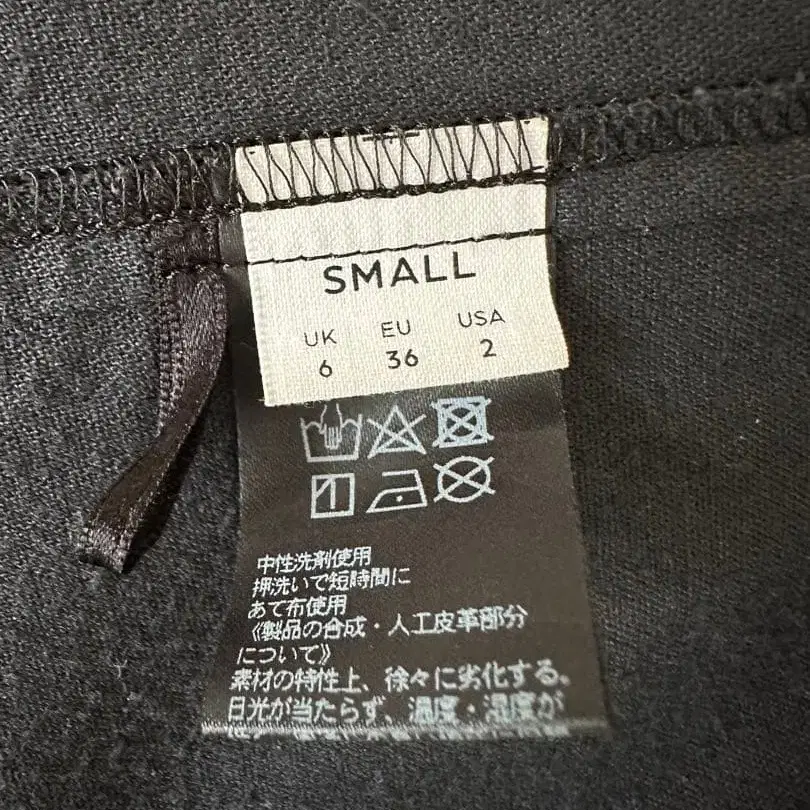 SMALL
UK EU USA
6 36 2
中性洗剤使用
押洗いで短時間に
あて布使用
《製品の合成・人工皮革部分
について》
素材の特性上、徐々に劣化する。
日光が当たらず 温度・湿度が